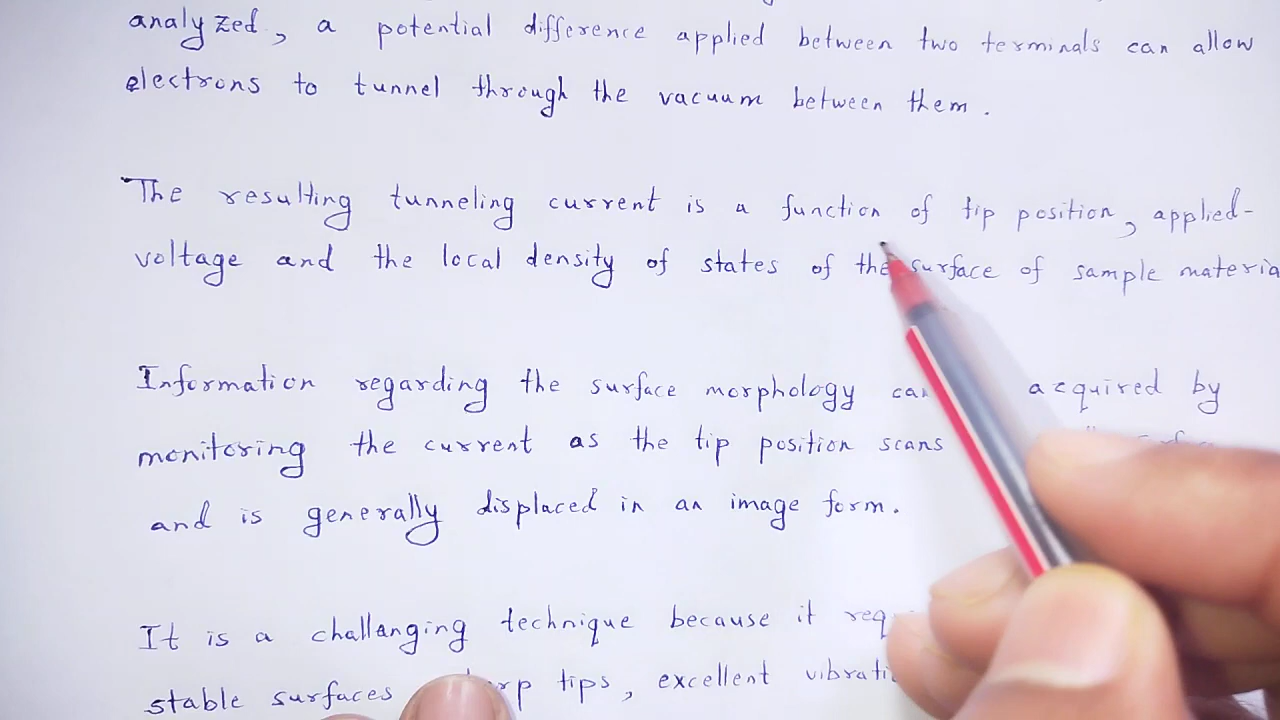 analyzed, a potential difference applied between two terminals can allow
electrons to tunnel through the vacuum between them.
The resulting tunneling current is a function of tip position, applied-
voltage and the local density of states of the surface of sample materia
Information regarding the surface morphology can acquired by
monitoring the current as the tip position scans
and is generally displaced in an image form.
It is a challanging technique because it req
stable surfaces tips, excellent vibrati